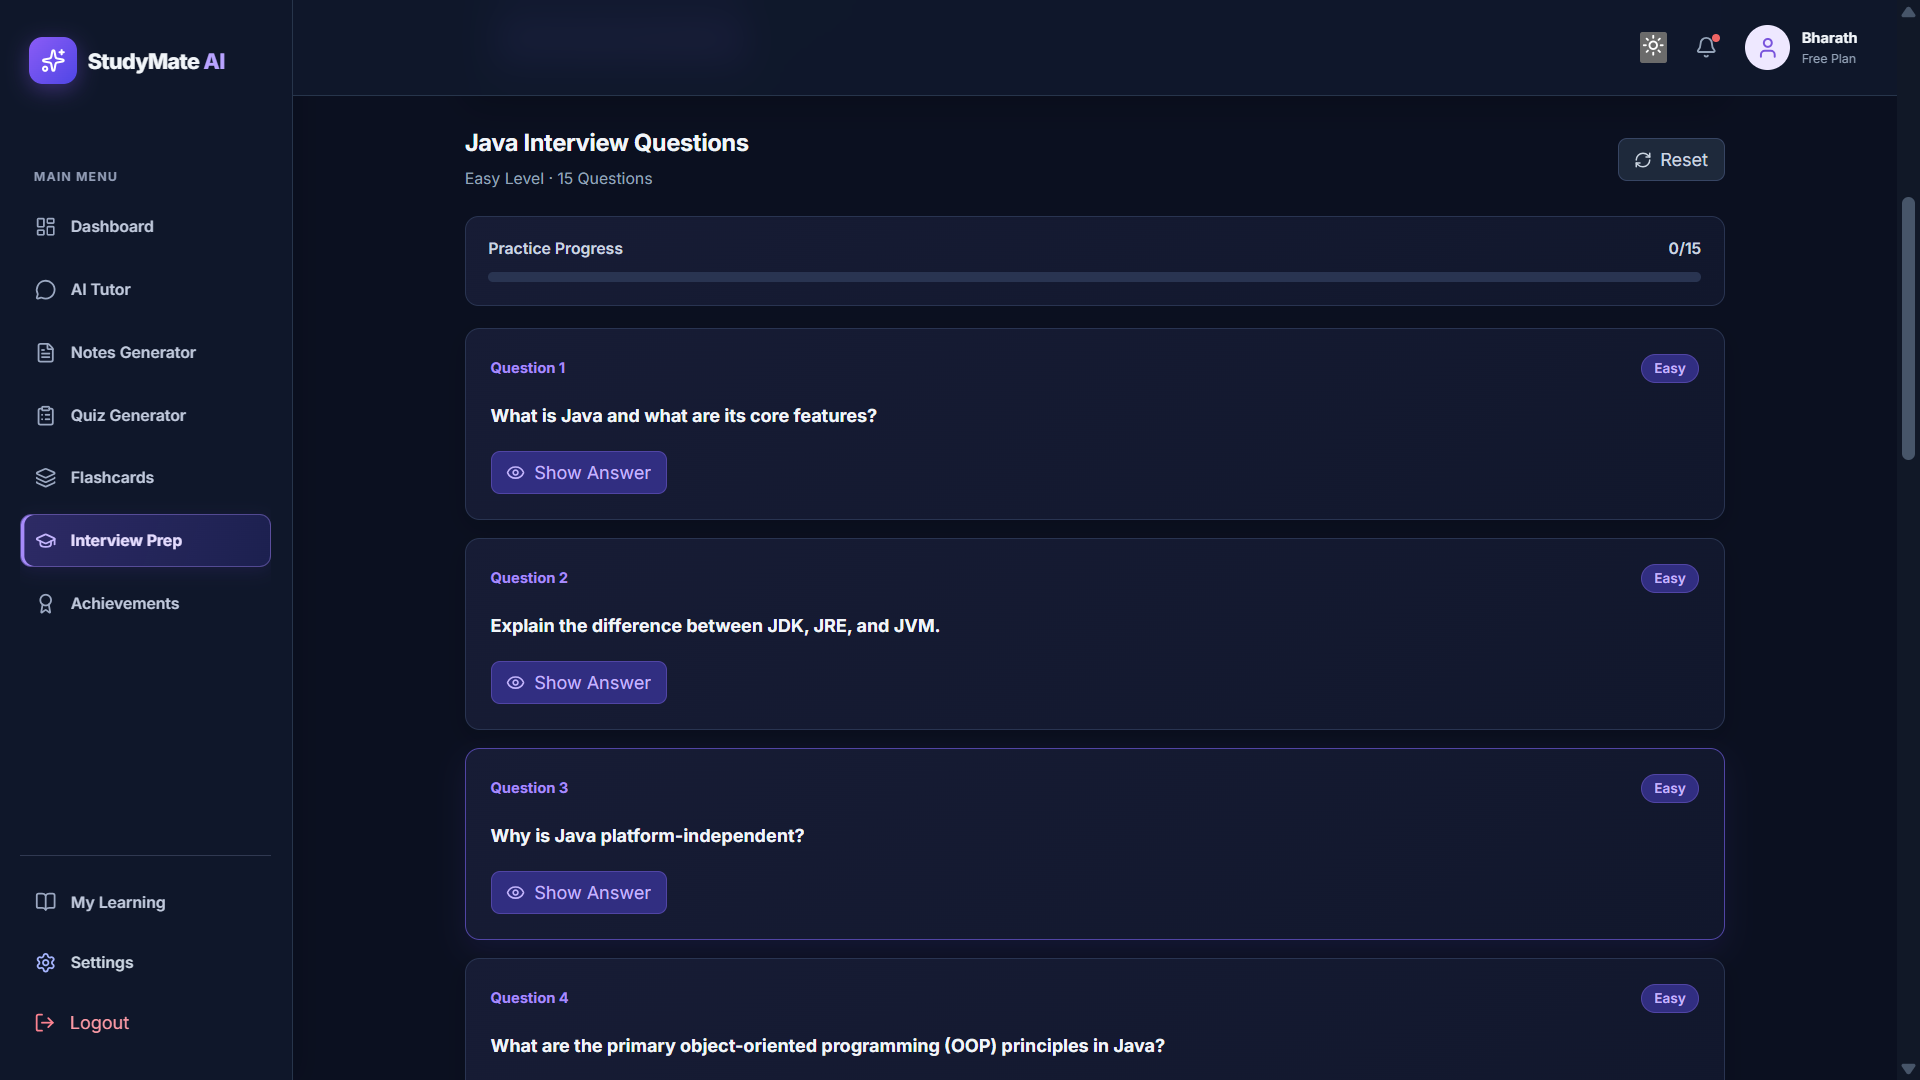 StudyMate AI
MAIN MENU
Dashboard
AI Tutor
Notes Generator
Quiz Generator
Flashcards
Interview Prep
Achievements
My Learning
Settings
Logout
Bharath
Free Plan
Java Interview Questions
Easy Level · 15 Questions
Reset
Practice Progress
0/15
Question 1
Easy
What is Java and what are its core features?
Show Answer
Question 2
Easy
Explain the difference between JDK, JRE, and JVM.
Show Answer
Question 3
Easy
Why is Java platform-independent?
Show Answer
Question 4
Easy
What are the primary object-oriented programming (OOP) principles in Java?